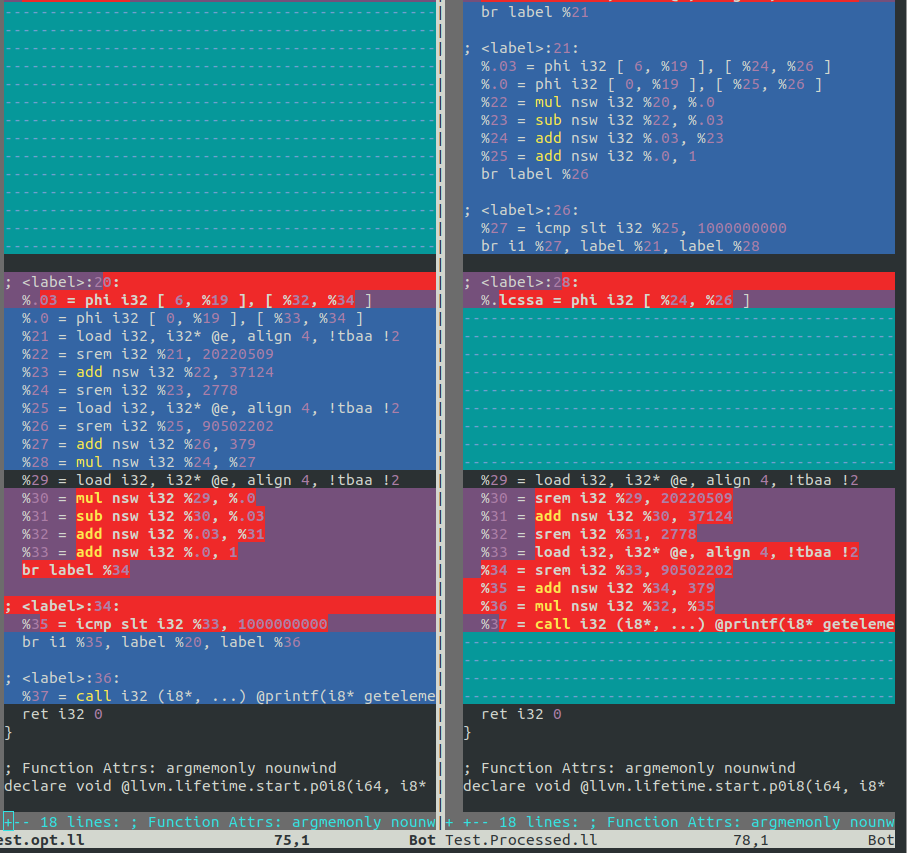 ; <label>:20:
%.03 = phi i32 [ 6, %19 ], [ %32, %34 ]
%.0 = phi i32 [ 0, %19 ], [ %33, %34 ]
%21 = load i32, i32* @e, align 4, !tbaa !2
%22 = srem i32 %21, 20220509
%23 = add nsw i32 %22, 37124
%24 = srem i32 %23, 2778
%25 = load i32, i32* @e, align 4, !tbaa !2
%26 = srem i32 %25, 90502202
%27 = add nsw i32 %26, 379
%28 = mul nsw i32 %24, %27
%29 = load i32, i32* @e, align 4, !tbaa !2
%30 = mul nsw i32 %29, %.0
%31 = sub nsw i32 %30, %.03
%32 = add nsw i32 %.03, %31
%33 = add nsw i32 %.0, 1
br label %34
; <label>:34:
%35 = icmp slt i32 %33, 1000000000
br i1 %35, label %20, label %36
; <label>:36:
%37 = call i32 (i8*, ...) @printf(i8* geteleme
ret i32 0
}
; Function Attrs: argmemonly nounwind
declare void @llvm.lifetime.start.p0i8(i64, i8*
+-- 18 lines: ; Function Attrs: argmemonly nounw
est.opt.ll 75,1 Bot
br label %21
; <label>:21:
%.03 = phi i32 [ 6, %19 ], [ %24, %26 ]
%.0 = phi i32 [ 0, %19 ], [ %25, %26 ]
%22 = mul nsw i32 %20, %.0
%23 = sub nsw i32 %22, %.03
%24 = add nsw i32 %.03, %23
%25 = add nsw i32 %.0, 1
br label %26
; <label>:26:
%27 = icmp slt i32 %25, 1000000000
br i1 %27, label %21, label %28
; <label>:28:
%.lcssa = phi i32 [ %24, %26 ]
%29 = load i32, i32* @e, align 4, !tbaa !2
%30 = srem i32 %29, 20220509
%31 = add nsw i32 %30, 37124
%32 = srem i32 %31, 2778
%33 = load i32, i32* @e, align 4, !tbaa !2
%34 = srem i32 %33, 90502202
%35 = add nsw i32 %34, 379
%36 = mul nsw i32 %32, %35
%37 = call i32 (i8*, ...) @printf(i8* geteleme
ret i32 0
}
; Function Attrs: argmemonly nounwind
declare void @llvm.lifetime.start.p0i8(i64, i8*
+ +-- 18 lines: ; Function Attrs: argmemonly nounw
Test.Processed.ll 78,1 Bot